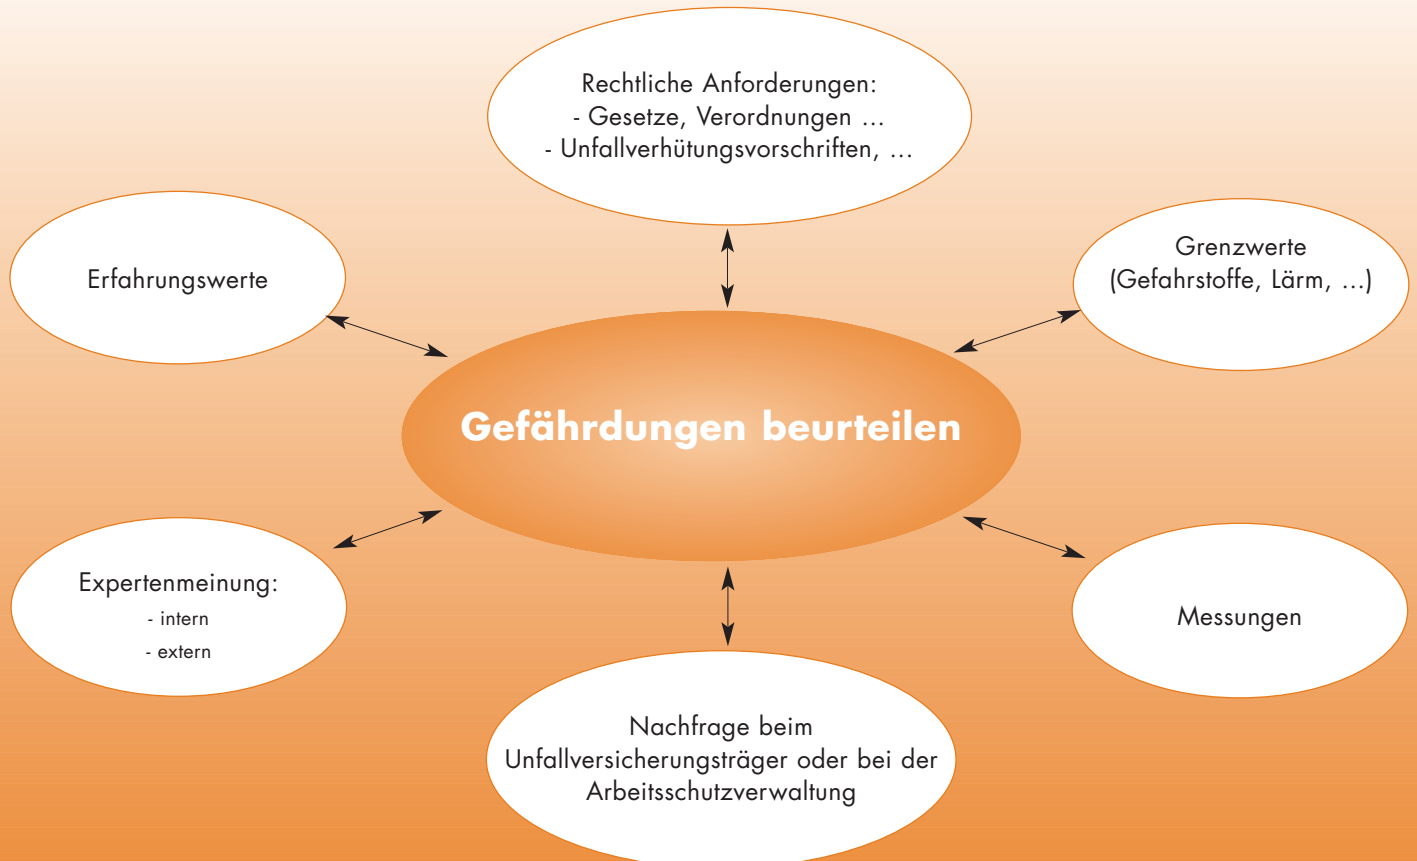 Rechtliche Anforderungen:
- Gesetze, Verordnungen ...
- Unfallverhütungsvorschriften, ...
Erfahrungswerte
Grenzwerte
(Gefahrstoffe, Lärm, ...)
Gefährdungen beurteilen
Expertenmeinung:
- intern
- extern
Messungen
Nachfrage beim
Unfallversicherungsträger oder bei der
Arbeitsschutzverwaltung